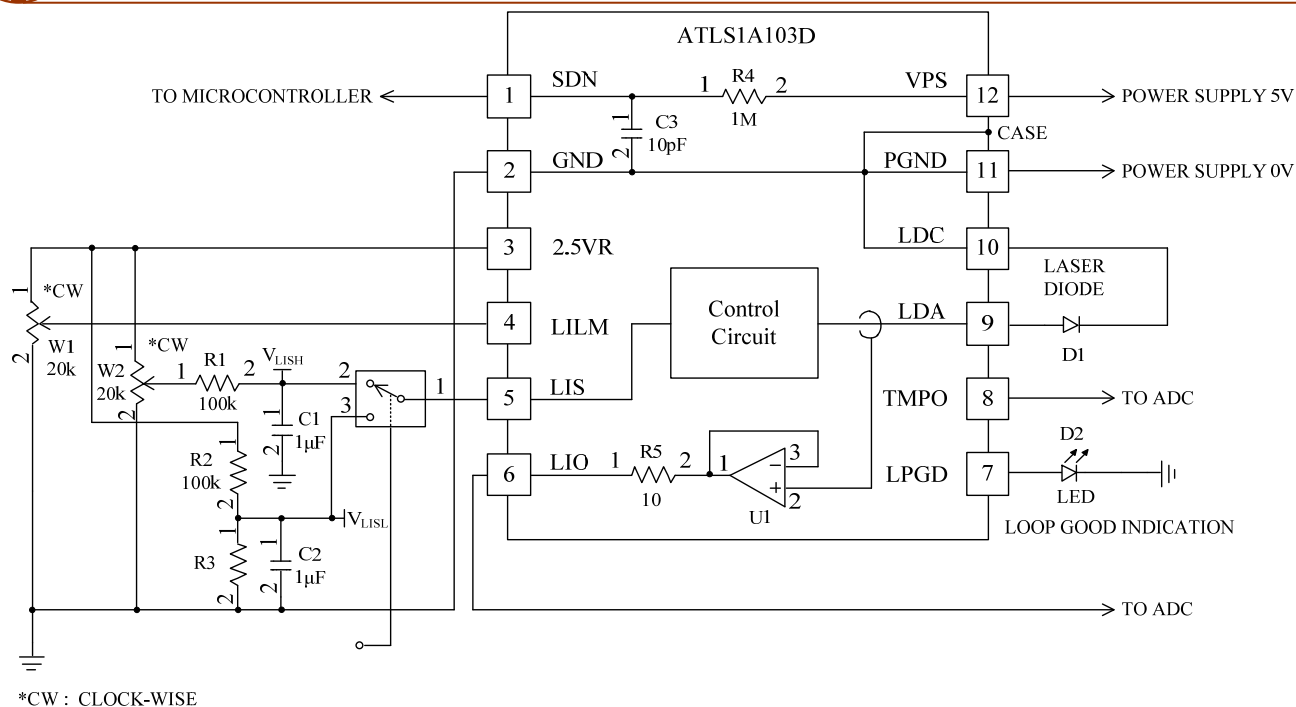 ATLS1A103D
TO MICROCONTROLLER
1
SDN
1
R4
2
1M
VPS
12
POWER SUPPLY 5V
1
C3
10pF
2
CASE
2
GND
PGND
11
POWER SUPPLY 0V
3
2.5VR
LDC
10
LASER
DIODE
1
*CW
W1
20k
2
4
LILM
Control
Circuit
LDA
9
D1
1
*CW
W2
20k
2
1
R1
2
100k
VLISH
1
C1
1µF
2
2
3
1
5
LIS
TMPO
8
TO ADC
1
R2
100k
2
6
LIO
1
R5
2
10
1
3
−
+
2
U1
LPGD
7
D2
LED
LOOP GOOD INDICATION
VLISL
1
R3
2
1
C2
1µF
2
TO ADC
*CW : CLOCK-WISE